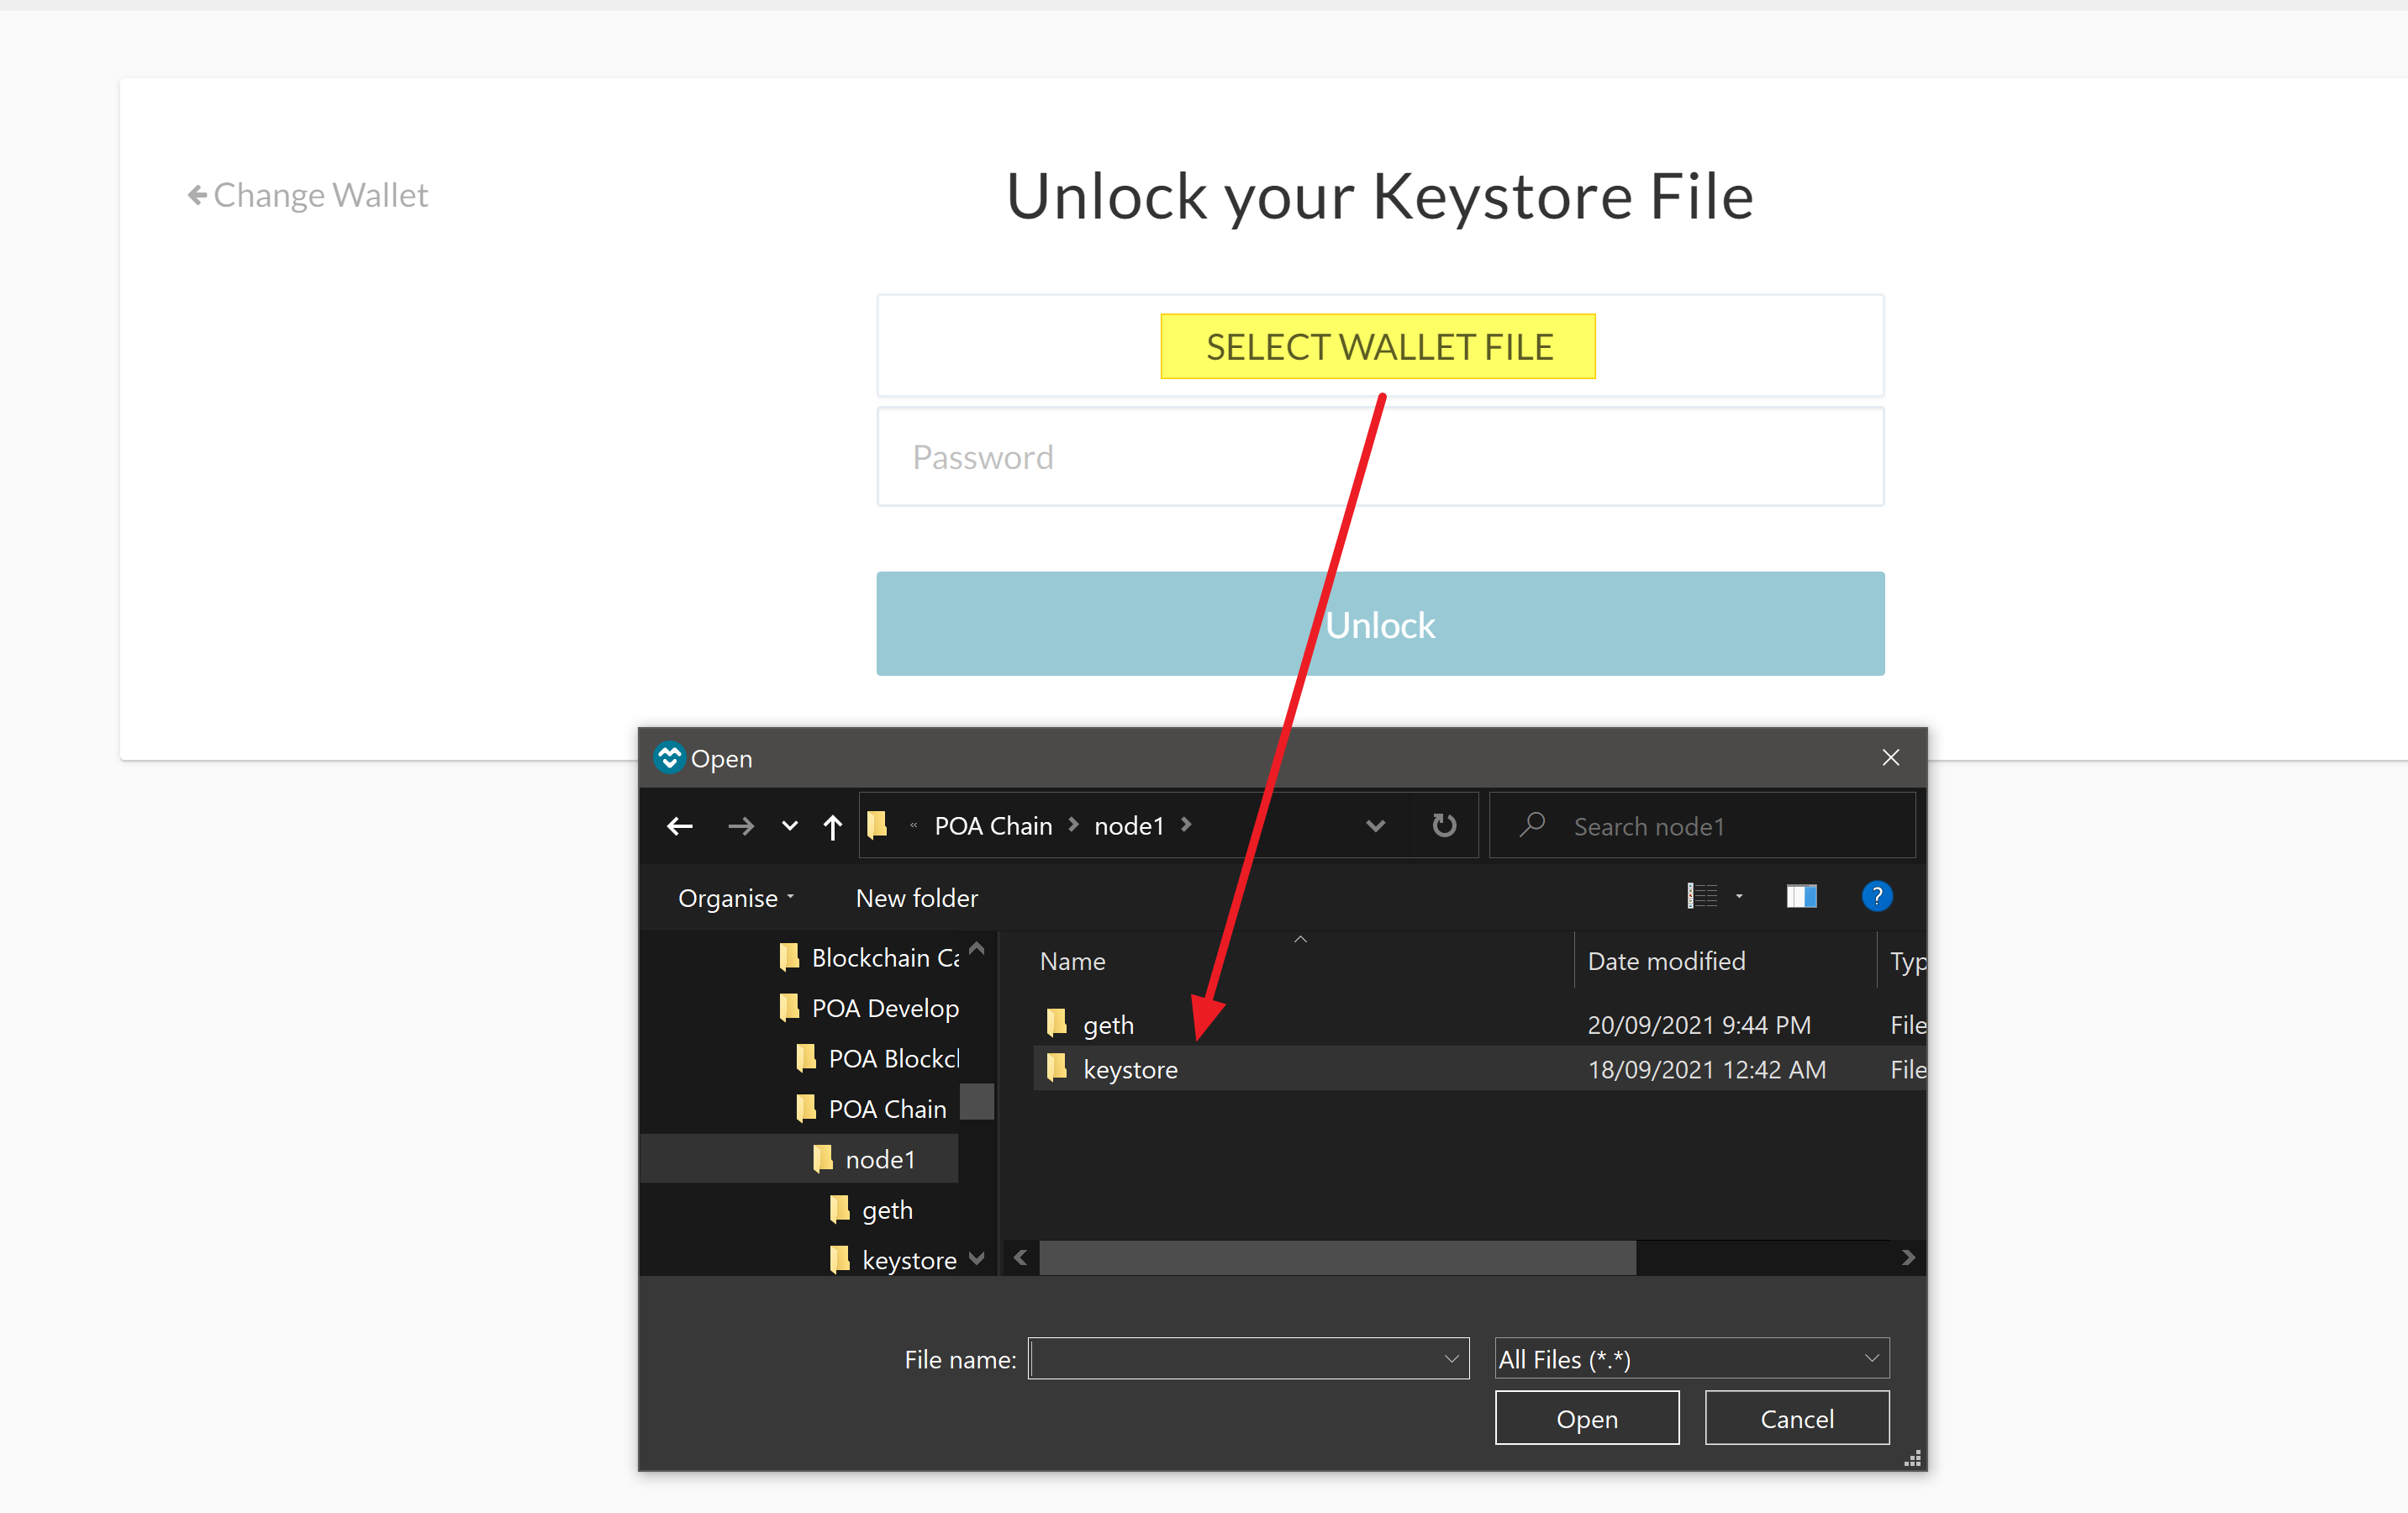 Change Wallet
Unlock your Keystore File
SELECT WALLET FILE
Password
Unlock
Open
« POA Chain > node1 >
Search node1
Organise
New folder
Name
Date modified
Typ
Blockchain Ca
POA Develop
POA Blockcl
POA Chain
node1
geth
keystore
geth 20/09/2021 9:44 PM File
keystore 18/09/2021 12:42 AM File
File name:
All Files (*.*)
Open
Cancel